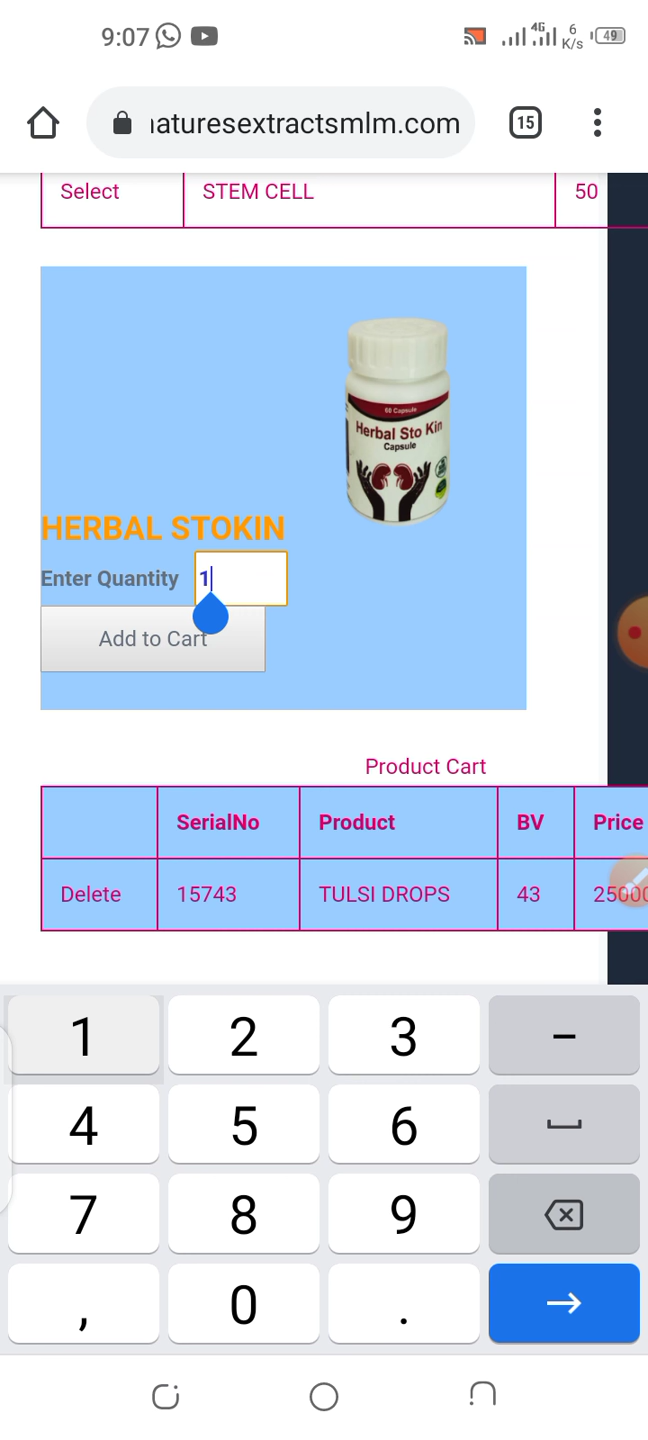 9:07
4G
6
K/s
49
aturesextractsmlm.com
15
Select STEM CELL 50
60 Capsule
Herbal Sto Kin
Capsule
HERBAL STOKIN
Enter Quantity 1
Add to Cart
Product Cart
SerialNo Product BV Price
Delete 15743 TULSI DROPS 43 25000
1 2 3 -
4 5 6
7 8 9
, 0 .